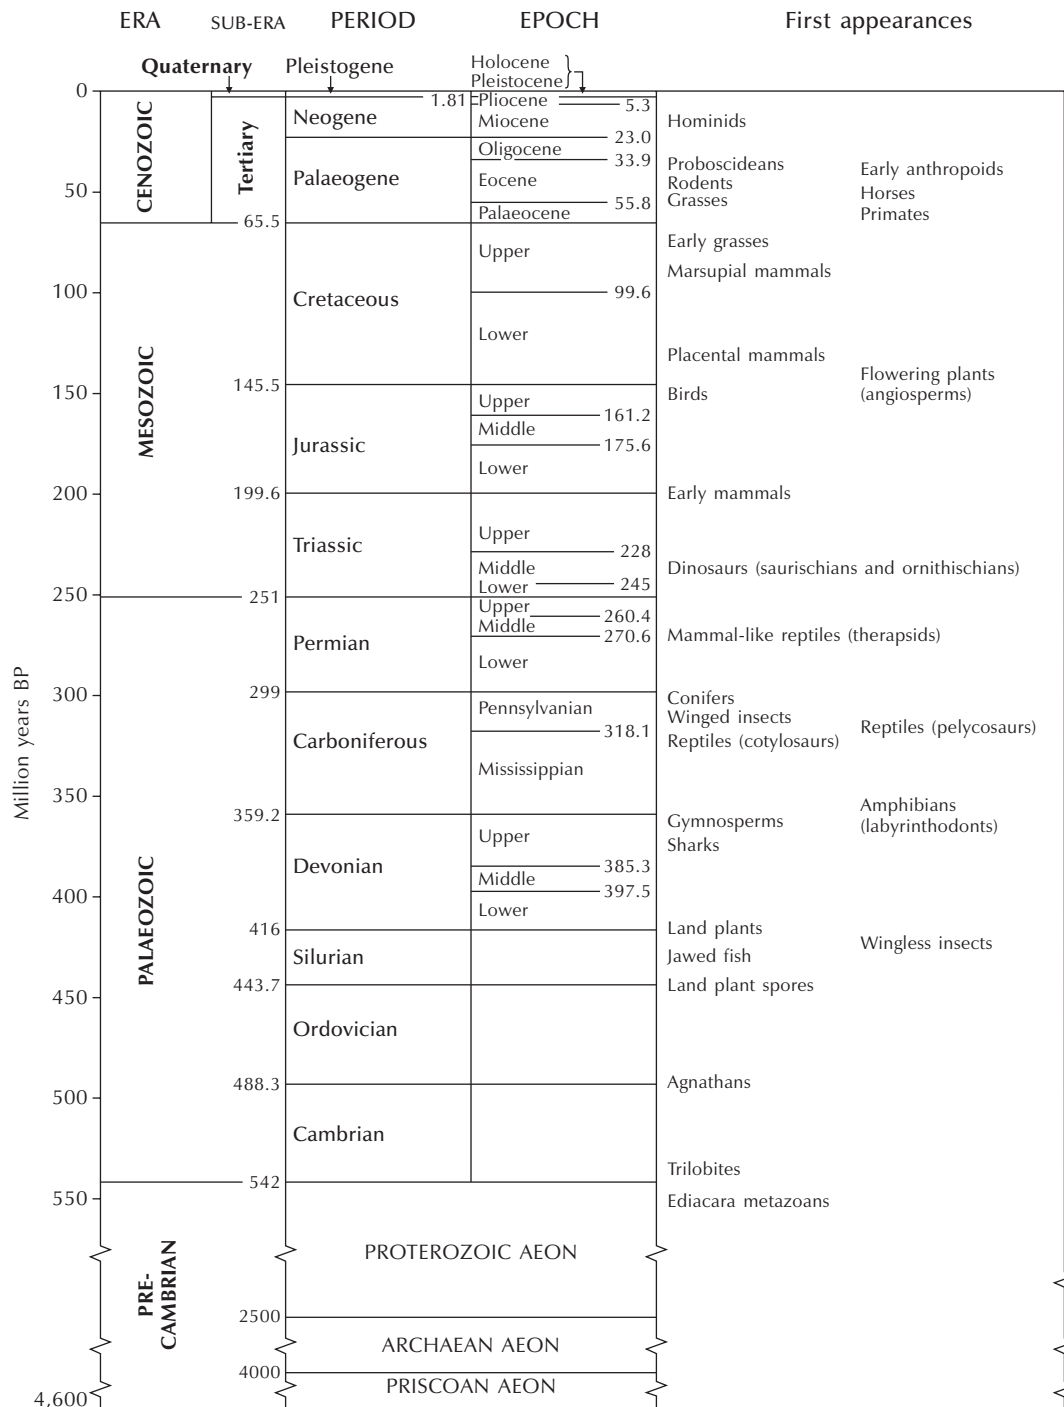 ERA SUB-ERA PERIOD EPOCH First appearances
Holocene
Quaternary Pleistogene
Pleistocene
0
1.81 Pliocene 5.3
Neogene Miocene Hominids
23.0
Oligocene
33.9
Proboscideans Early anthropoids
CENOZOIC Tertiary Palaeogene Eocene Rodents
50 Horses
Grasses
55.8
Palaeocene Primates
65.5
Early grasses
Upper
Marsupial mammals
100 99.6
Cretaceous
Lower
Placental mammals
Flowering plants
145.5
150 Birds (angiosperms)
Upper
161.2
MESOZOIC Middle
175.6
Jurassic
Lower
200 199.6 Early mammals
Upper
Triassic
228
Middle Dinosaurs (saurischians and ornithischians)
Lower 245
250 251
Upper
260.4
Middle
270.6 Mammal-like reptiles (therapsids)
Permian
Lower
300 299 Conifers
Pennsylvanian
Winged insects
Reptiles (pelycosaurs)
318.1
Carboniferous Reptiles (cotylosaurs)
Mississippian
Million years BP
350
Amphibians
359.2
Gymnosperms (labyrinthodonts)
Upper
Sharks
Devonian 385.3
Middle
400 397.5
Lower
PALAEOZOIC
416 Land plants
Wingless insects
Silurian Jawed fish
443.7 Land plant spores
450
Ordovician
488.3 Agnathans
500
Cambrian
Trilobites
542
550 Ediacara metazoans
PROTEROZOIC AEON
PRE-
CAMBRIAN
2500
ARCHAEAN AEON
4000
PRISCOAN AEON
4,600